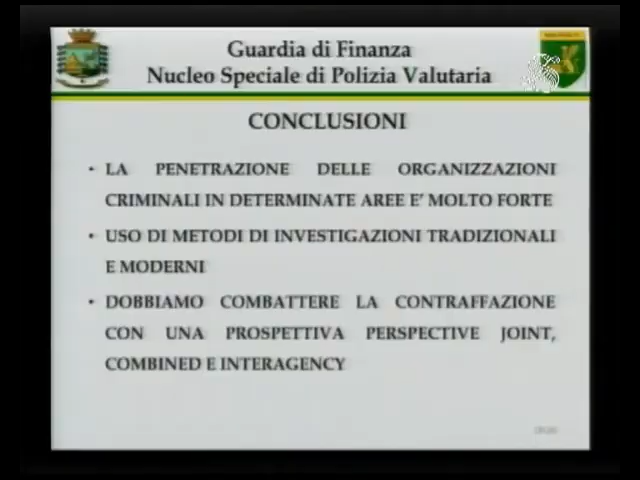 Guardia di Finanza
Nucleo Speciale di Polizia Valutaria
CONCLUSIONI
• LA PENETRAZIONE DELLE ORGANIZZAZIONI
CRIMINALI IN DETERMINATE AREE E' MOLTO FORTE
• USO DI METODI DI INVESTIGAZIONI TRADIZIONALI
E MODERNI
• DOBBIAMO COMBATTERE LA CONTRAFFAZIONE
CON UNA PROSPETTIVA PERSPECTIVE JOINT,
COMBINED E INTERAGENCY